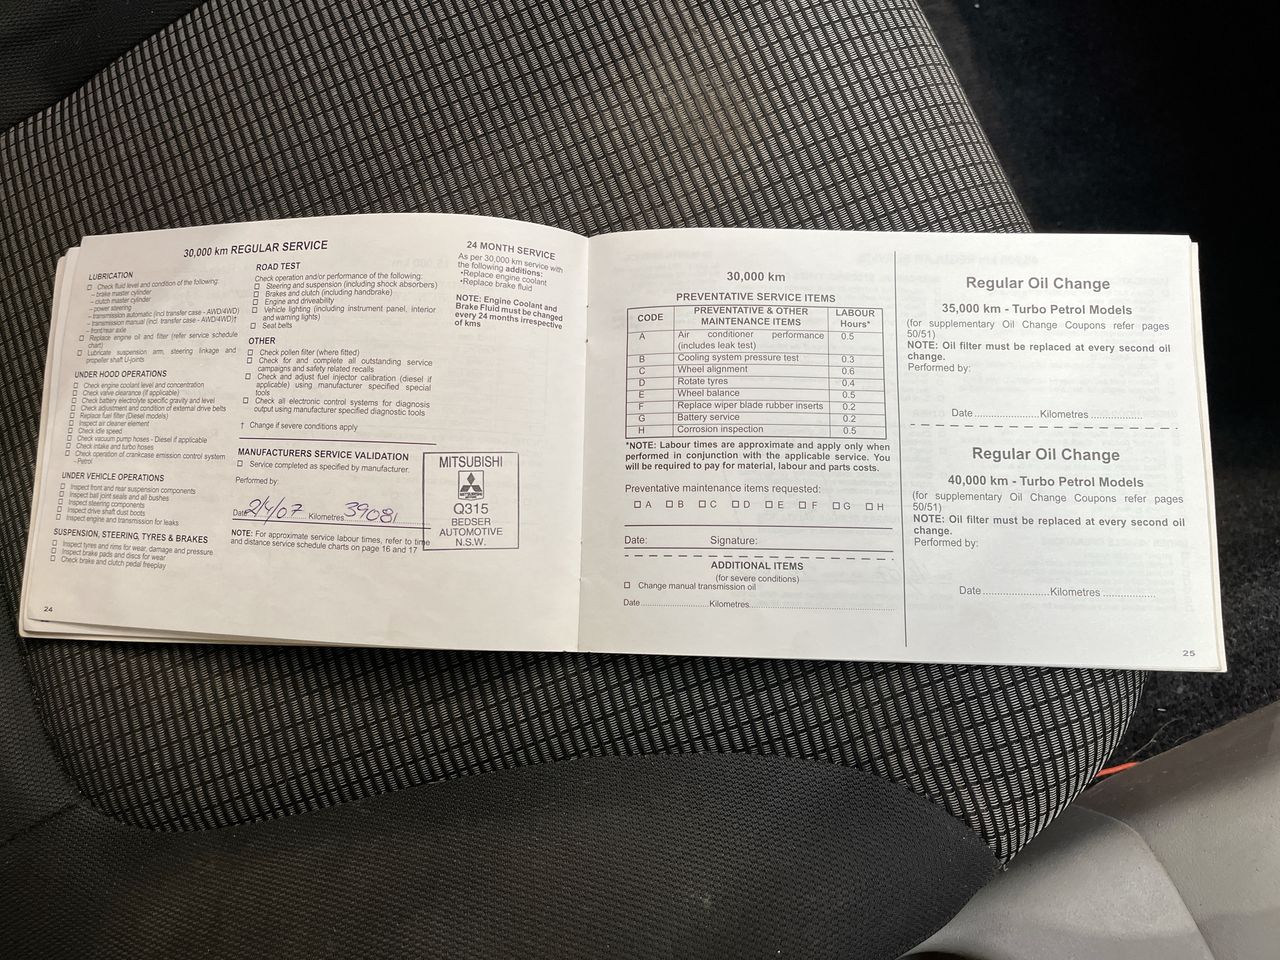 30,000 km REGULAR SERVICE
LUBRICATION
☐ Check fluid level and condition of the following:
– brake master cylinder
– clutch master cylinder
– power steering
– transmission automatic (incl transfer case - AWD/4WD)
– transmission manual (incl. transfer case - AWD/4WD)†
– front/rear axle
☐ Replace engine oil and filter (refer service schedule
chart)
☐ Lubricate suspension arm, steering linkage and
propeller shaft U-joints
UNDER HOOD OPERATIONS
☐ Check engine coolant level and concentration
☐ Check valve clearance (if applicable)
☐ Check battery electrolyte specific gravity and level
☐ Check adjustment and condition of external drive belts
☐ Replace fuel filter (Diesel models)
☐ Inspect air cleaner element
☐ Check idle speed
☐ Check vacuum pump hoses - Diesel if applicable
☐ Check intake and turbo hoses
☐ Check operation of crankcase emission control system
- Petrol
UNDER VEHICLE OPERATIONS
☐ Inspect front and rear suspension components
☐ Inspect ball joint seals and all bushes
☐ Inspect steering components
☐ Inspect drive shaft dust boots
☐ Inspect engine and transmission for leaks
SUSPENSION, STEERING, TYRES & BRAKES
☐ Inspect tyres and rims for wear, damage and pressure
☐ Inspect brake pads and discs for wear
☐ Check brake and clutch pedal freeplay
24
ROAD TEST
Check operation and/or performance of the following:
☐ Steering and suspension (including shock absorbers)
☐ Brakes and clutch (including handbrake)
☐ Engine and driveability
☐ Vehicle lighting (including instrument panel, interior
and warning lights)
☐ Seat belts
OTHER
☐ Check pollen filter (where fitted)
☐ Check for and complete all outstanding service
campaigns and safety related recalls
☐ Check and adjust fuel injector calibration (diesel if
applicable) using manufacturer specified special
tools
☐ Check all electronic control systems for diagnosis
output using manufacturer specified diagnostic tools
† Change if severe conditions apply
MANUFACTURERS SERVICE VALIDATION
☐ Service completed as specified by manufacturer.
Performed by:
Date 2/4/07 Kilometres 39081
NOTE: For approximate service labour times, refer to time
and distance service schedule charts on page 16 and 17
24 MONTH SERVICE
As per 30,000 km service with
the following additions:
•Replace engine coolant
•Replace brake fluid
NOTE: Engine Coolant and
Brake Fluid must be changed
every 24 months irrespective
of kms
MITSUBISHI
Q315
BEDSER
AUTOMOTIVE
N.S.W.
30,000 km
PREVENTATIVE SERVICE ITEMS
CODE PREVENTATIVE & OTHER MAINTENANCE ITEMS LABOUR Hours*
A Air conditioner performance (includes leak test) 0.5
B Cooling system pressure test 0.3
C Wheel alignment 0.6
D Rotate tyres 0.4
E Wheel balance 0.5
F Replace wiper blade rubber inserts 0.2
G Battery service 0.2
H Corrosion inspection 0.5
*NOTE: Labour times are approximate and apply only when
performed in conjunction with the applicable service. You
will be required to pay for material, labour and parts costs.
Preventative maintenance items requested:
☐ A ☐ B ☐ C ☐ D ☐ E ☐ F ☐ G ☐ H
Date: Signature:
ADDITIONAL ITEMS
(for severe conditions)
☐ Change manual transmission oil
Date.......................Kilometres.......................
Regular Oil Change
35,000 km - Turbo Petrol Models
(for supplementary Oil Change Coupons refer pages
50/51)
NOTE: Oil filter must be replaced at every second oil
change.
Performed by:
Date.......................Kilometres..................
Regular Oil Change
40,000 km - Turbo Petrol Models
(for supplementary Oil Change Coupons refer pages
50/51)
NOTE: Oil filter must be replaced at every second oil
change.
Performed by:
Date.......................Kilometres..................
25